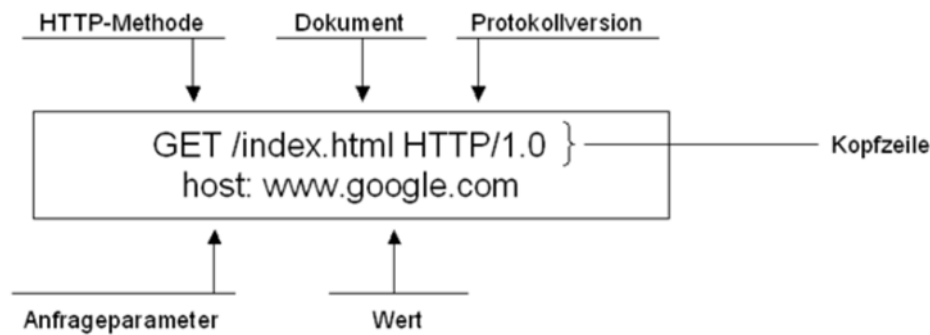 HTTP-Methode Dokument Protokollversion
GET /index.html HTTP/1.0 } Kopfzeile
host: www.google.com
Anfrageparameter Wert